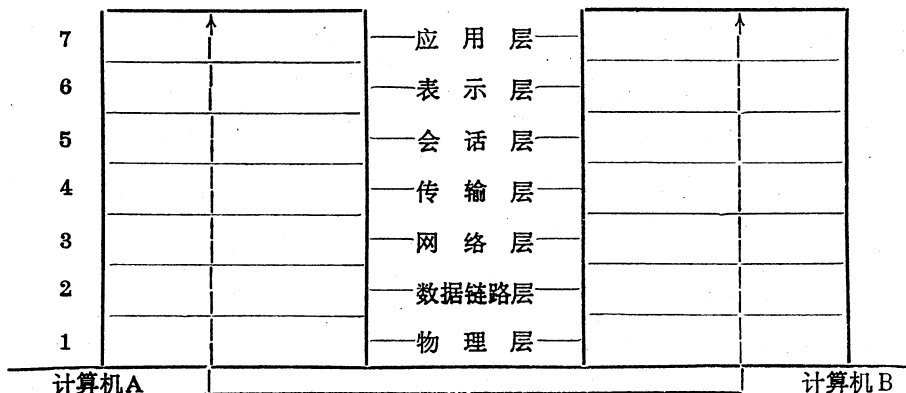 7 应用层
6 表示层
5 会话层
4 传输层
3 网络层
2 数据链路层
1 物理层
计算机A 计算机B